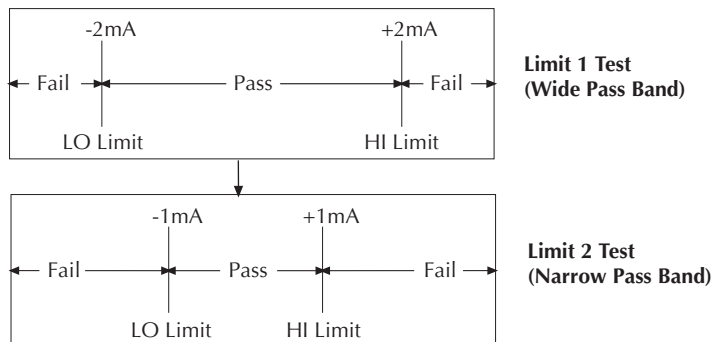 -2mA +2mA
Fail Pass Fail
LO Limit HI Limit
Limit 1 Test
(Wide Pass Band)
-1mA +1mA
Fail Pass Fail
LO Limit HI Limit
Limit 2 Test
(Narrow Pass Band)